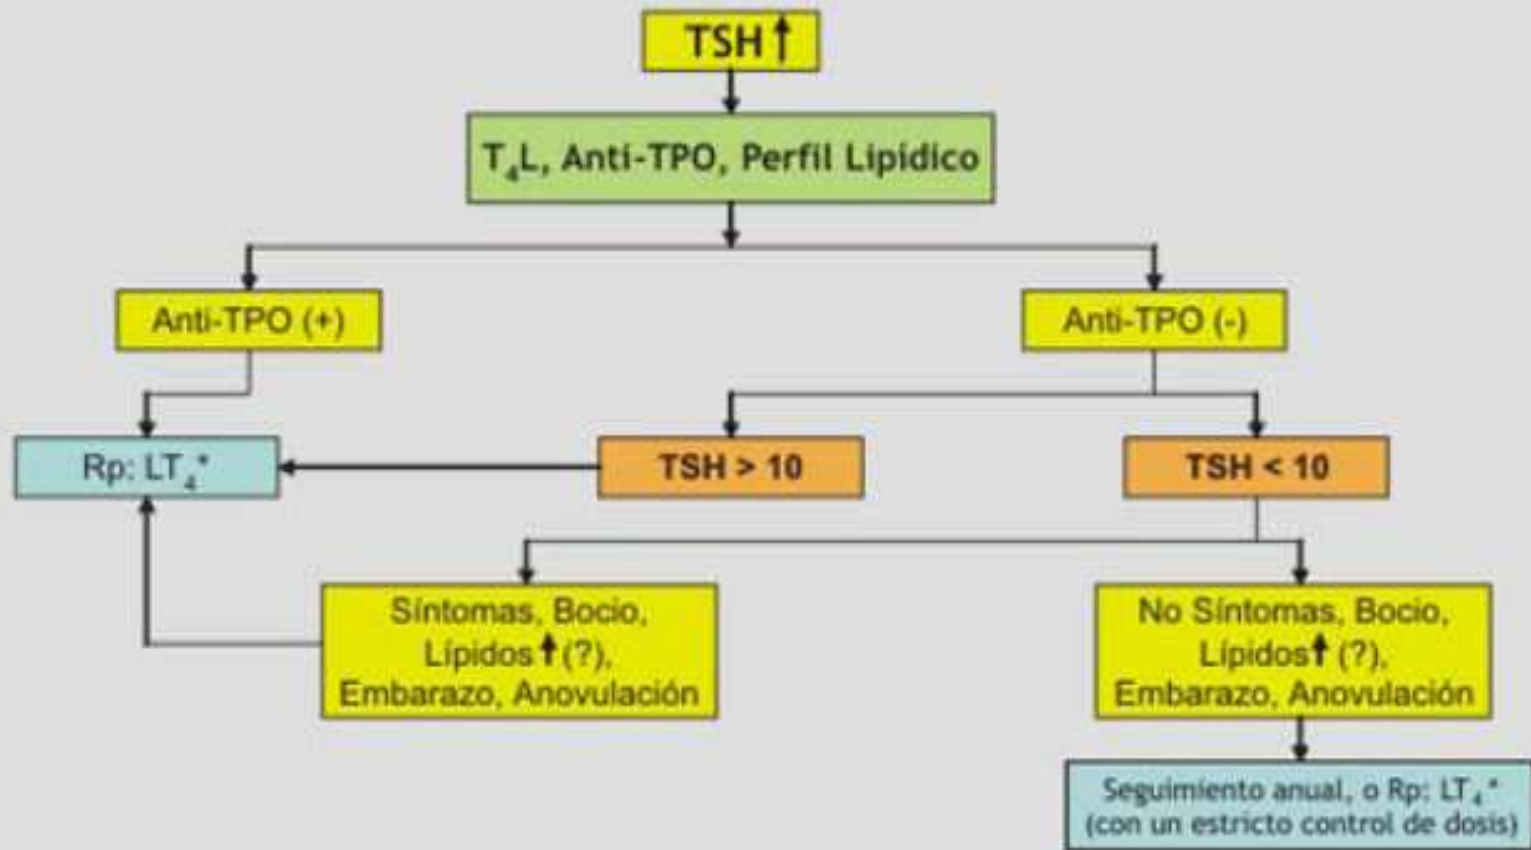 TSH ↑
T₄L, Anti-TPO, Perfil Lipídico
Anti-TPO (+)
Anti-TPO (-)
Rp: LT₄*
TSH > 10
TSH < 10
Síntomas, Bocio,
Lípidos ↑ (?),
Embarazo, Anovulación
No Síntomas, Bocio,
Lípidos ↑ (?),
Embarazo, Anovulación
Seguimiento anual, o Rp: LT₄*
(con un estricto control de dosis)